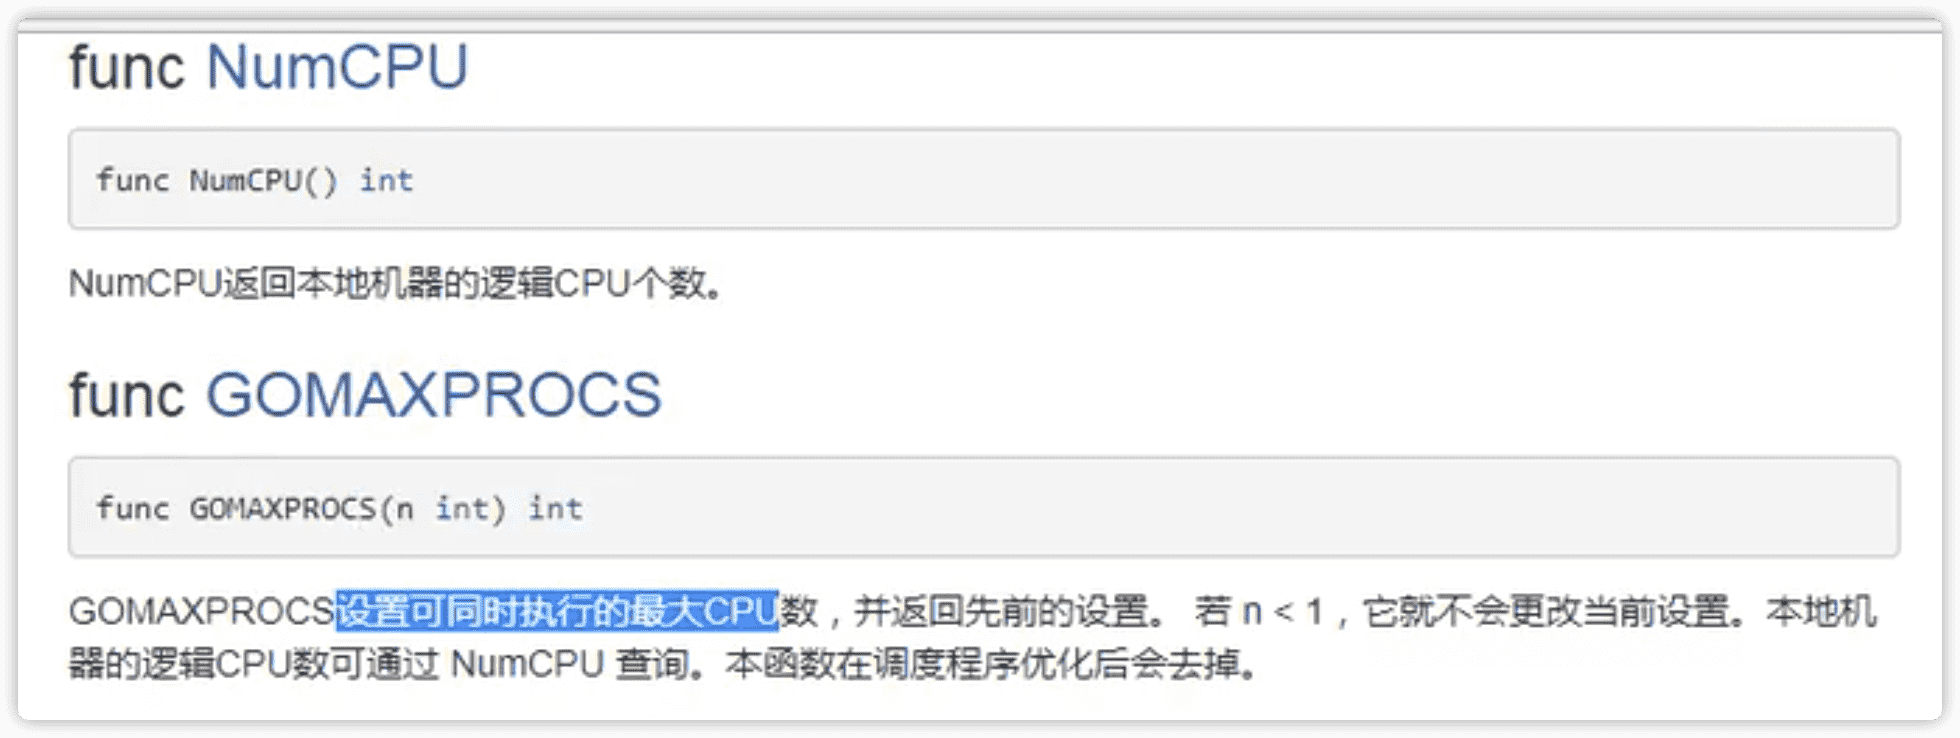 func NumCPU
func NumCPU() int
NumCPU返回本地机器的逻辑CPU个数。
func GOMAXPROCS
func GOMAXPROCS(n int) int
GOMAXPROCS设置可同时执行的最大CPU数，并返回先前的设置。 若 n < 1，它就不会更改当前设置。本地机
器的逻辑CPU数可通过 NumCPU 查询。本函数在调度程序优化后会去掉。